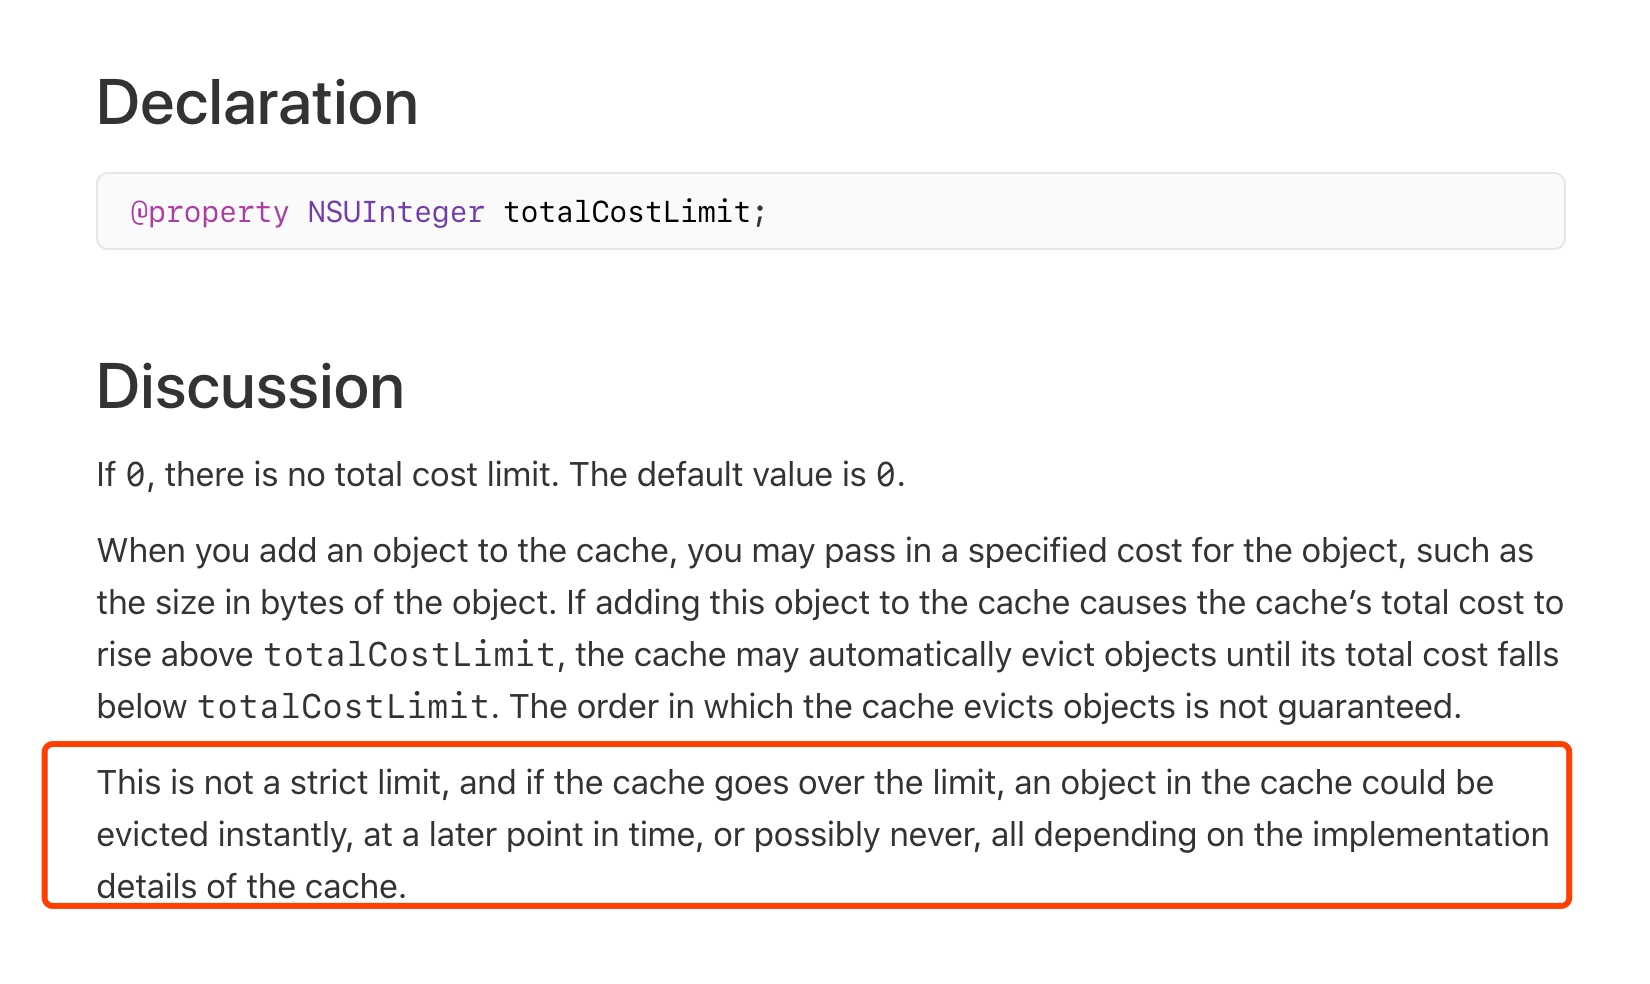 Declaration
@property NSUInteger totalCostLimit;
Discussion
If 0, there is no total cost limit. The default value is 0.
When you add an object to the cache, you may pass in a specified cost for the object, such as
the size in bytes of the object. If adding this object to the cache causes the cache’s total cost to
rise above totalCostLimit, the cache may automatically evict objects until its total cost falls
below totalCostLimit. The order in which the cache evicts objects is not guaranteed.
This is not a strict limit, and if the cache goes over the limit, an object in the cache could be
evicted instantly, at a later point in time, or possibly never, all depending on the implementation
details of the cache.